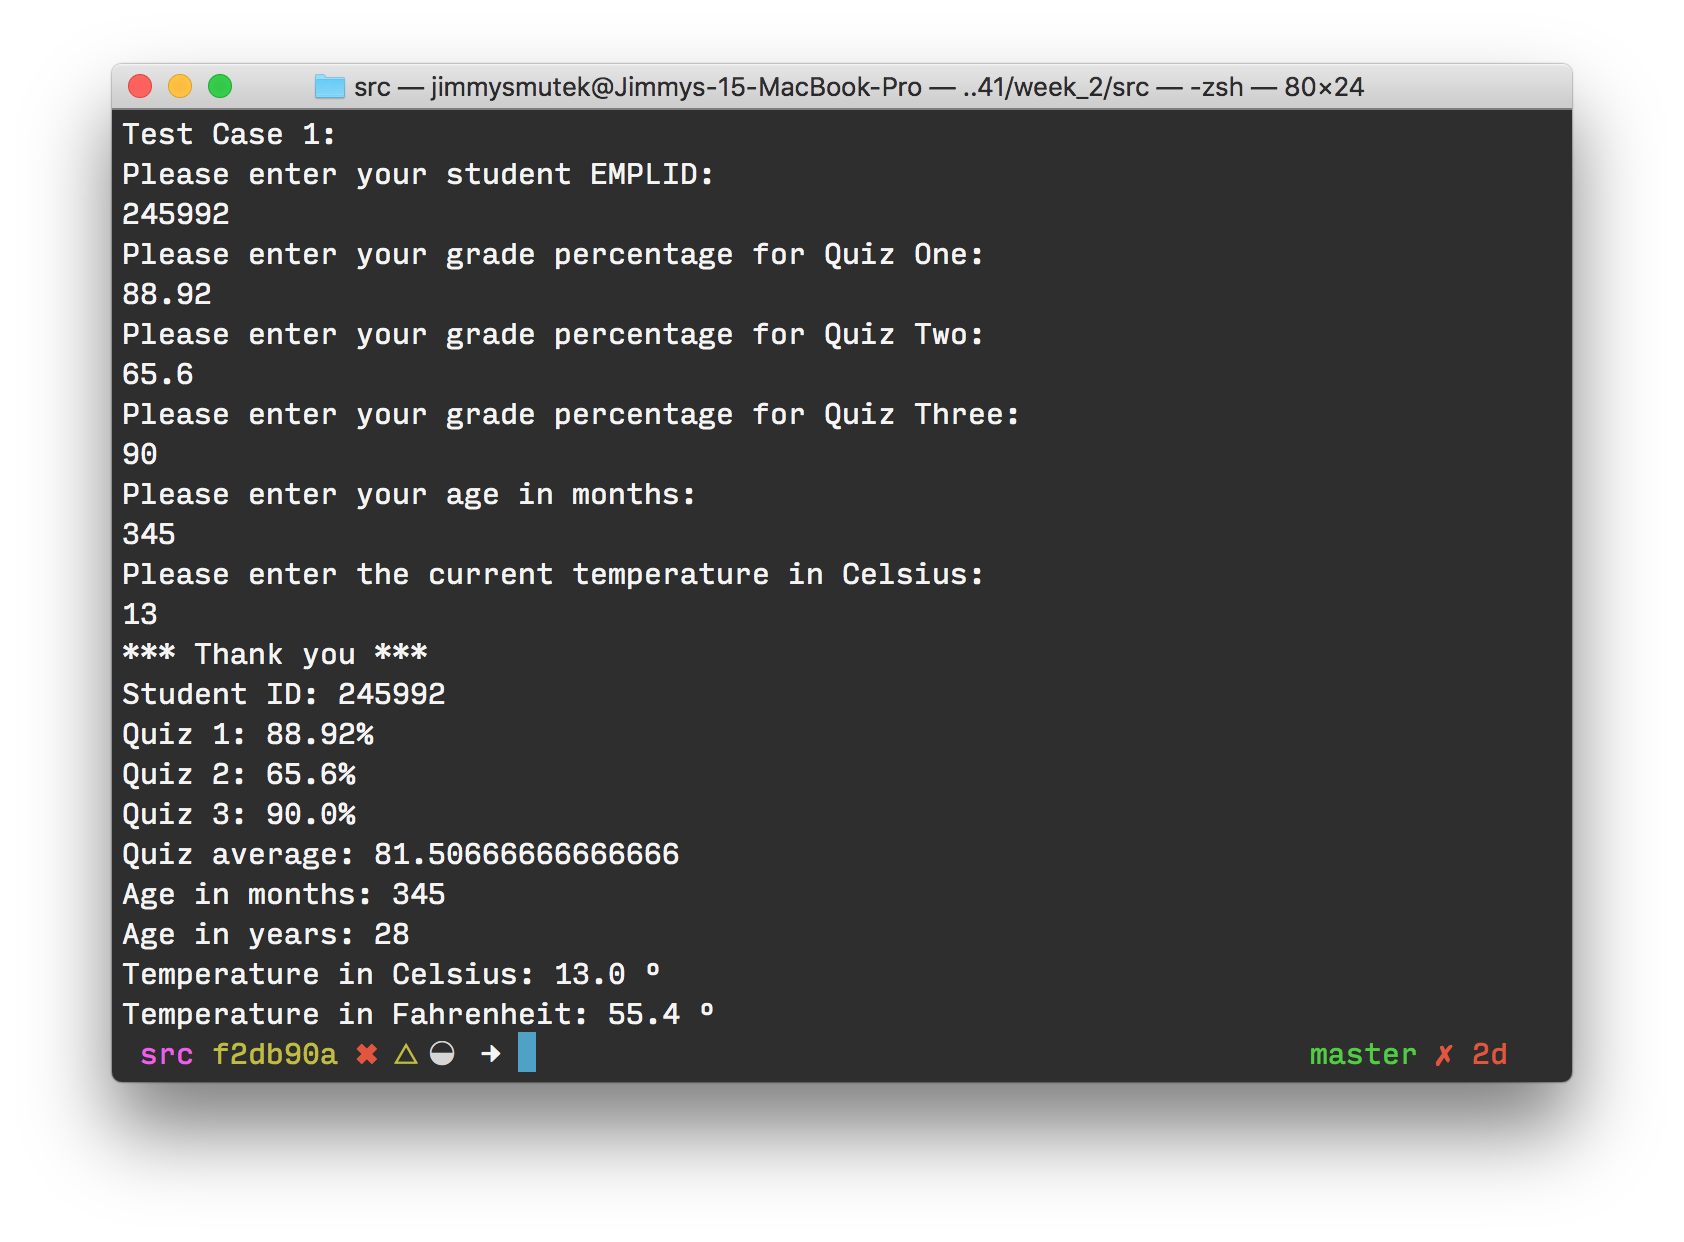 src — jimmysmutek@Jimmys-15-MacBook-Pro — ..41/week_2/src — -zsh — 80×24
Test Case 1:
Please enter your student EMPLID:
245992
Please enter your grade percentage for Quiz One:
88.92
Please enter your grade percentage for Quiz Two:
65.6
Please enter your grade percentage for Quiz Three:
90
Please enter your age in months:
345
Please enter the current temperature in Celsius:
13
*** Thank you ***
Student ID: 245992
Quiz 1: 88.92%
Quiz 2: 65.6%
Quiz 3: 90.0%
Quiz average: 81.50666666666666
Age in months: 345
Age in years: 28
Temperature in Celsius: 13.0 º
Temperature in Fahrenheit: 55.4 º
src f2db90a ✖ △ ◒ ➜ master ✗ 2d